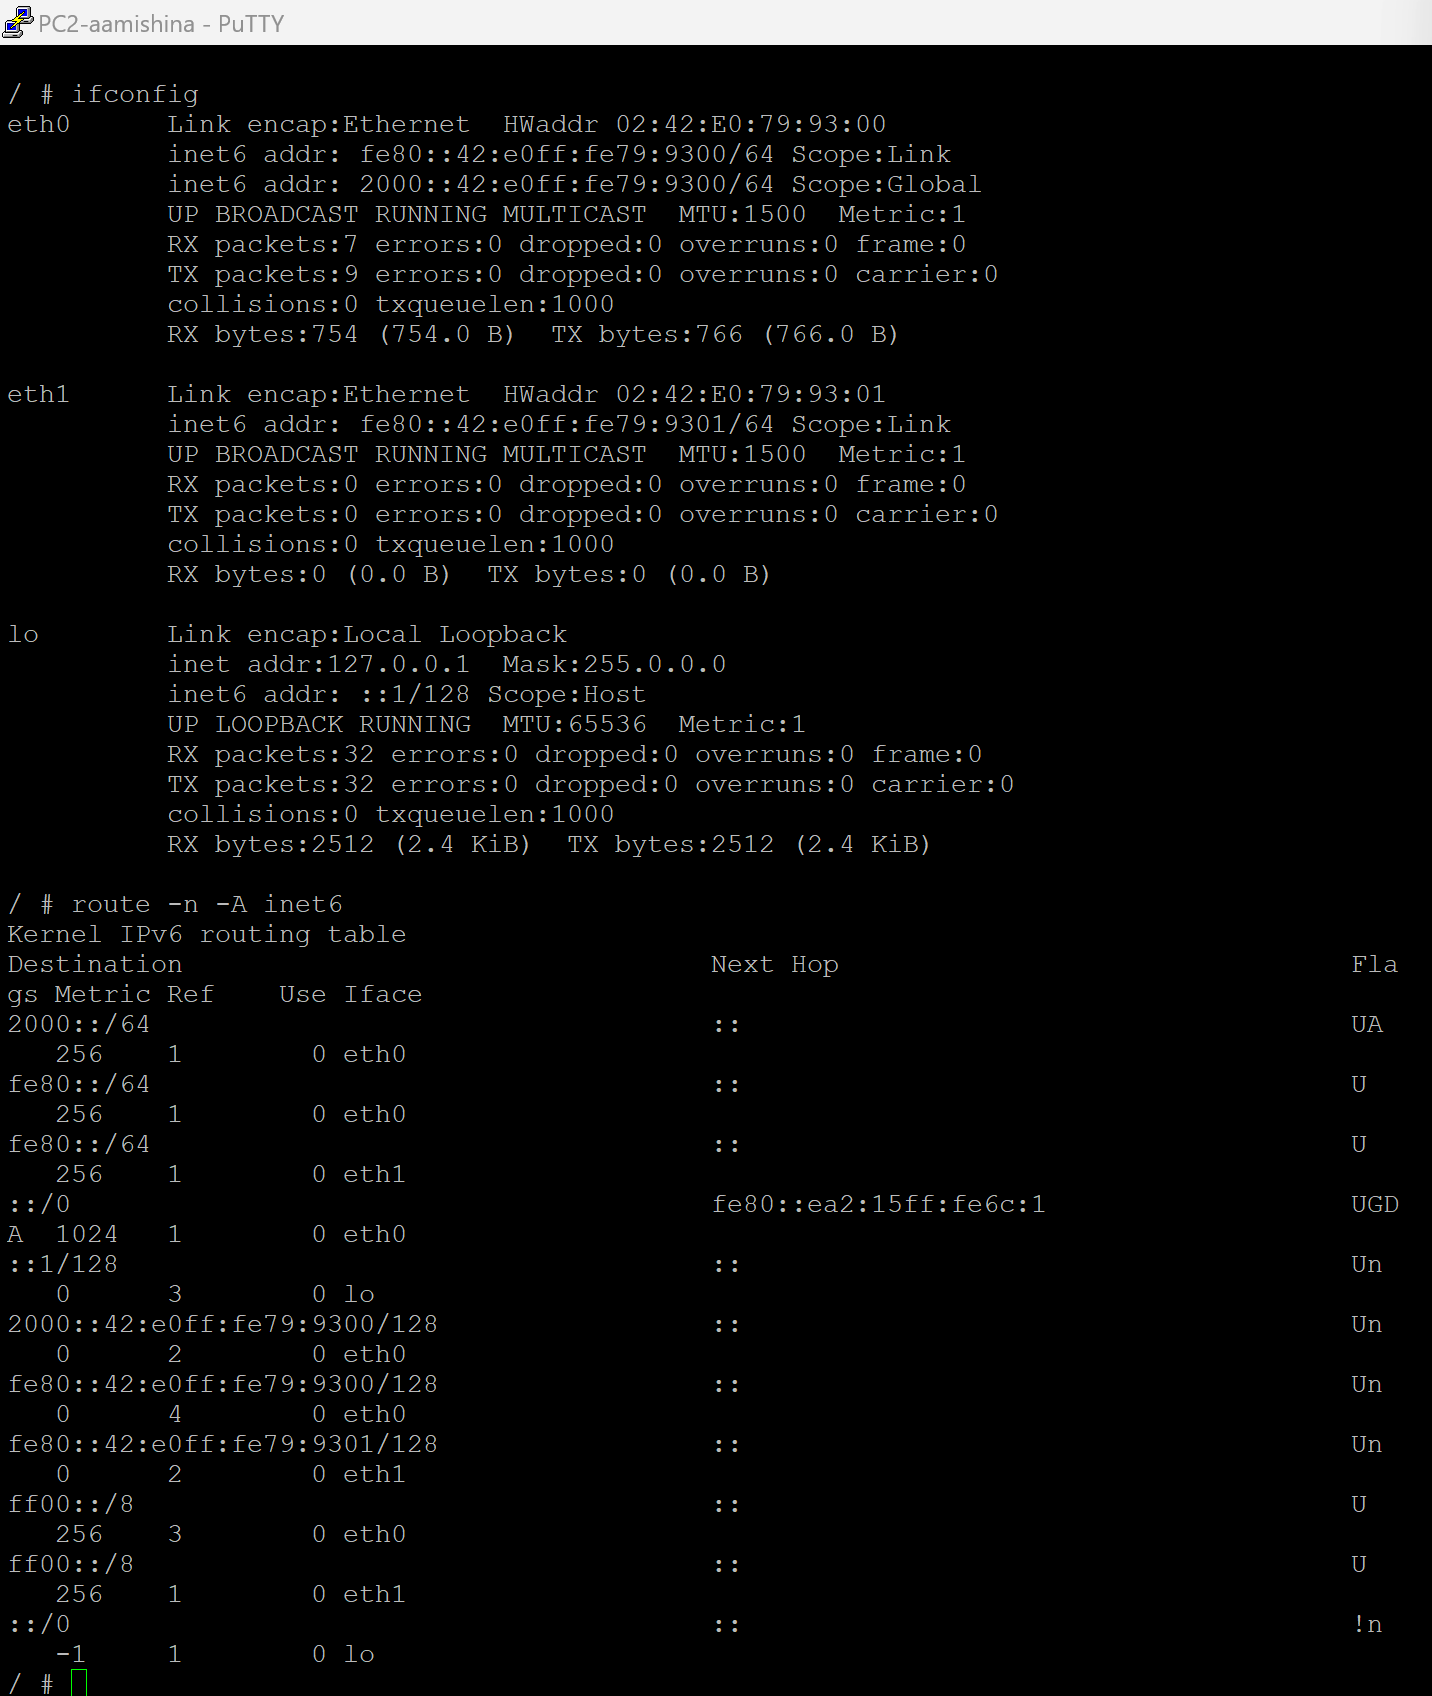 PC2-aamishina - PuTTY
/ # ifconfig
eth0      Link encap:Ethernet  HWaddr 02:42:E0:79:93:00
          inet6 addr: fe80::42:e0ff:fe79:9300/64 Scope:Link
          inet6 addr: 2000::42:e0ff:fe79:9300/64 Scope:Global
          UP BROADCAST RUNNING MULTICAST  MTU:1500  Metric:1
          RX packets:7 errors:0 dropped:0 overruns:0 frame:0
          TX packets:9 errors:0 dropped:0 overruns:0 carrier:0
          collisions:0 txqueuelen:1000
          RX bytes:754 (754.0 B)  TX bytes:766 (766.0 B)
eth1      Link encap:Ethernet  HWaddr 02:42:E0:79:93:01
          inet6 addr: fe80::42:e0ff:fe79:9301/64 Scope:Link
          UP BROADCAST RUNNING MULTICAST  MTU:1500  Metric:1
          RX packets:0 errors:0 dropped:0 overruns:0 frame:0
          TX packets:0 errors:0 dropped:0 overruns:0 carrier:0
          collisions:0 txqueuelen:1000
          RX bytes:0 (0.0 B)  TX bytes:0 (0.0 B)
lo        Link encap:Local Loopback
          inet addr:127.0.0.1  Mask:255.0.0.0
          inet6 addr: ::1/128 Scope:Host
          UP LOOPBACK RUNNING  MTU:65536  Metric:1
          RX packets:32 errors:0 dropped:0 overruns:0 frame:0
          TX packets:32 errors:0 dropped:0 overruns:0 carrier:0
          collisions:0 txqueuelen:1000
          RX bytes:2512 (2.4 KiB)  TX bytes:2512 (2.4 KiB)
/ # route -n -A inet6
Kernel IPv6 routing table
Destination                                 Next Hop                                Fla
gs Metric Ref    Use Iface
2000::/64                                   ::                                      UA
   256    1        0 eth0
fe80::/64                                   ::                                      U
   256    1        0 eth0
fe80::/64                                   ::                                      U
   256    1        0 eth1
::/0                                        fe80::ea2:15ff:fe6c:1                   UGD
A  1024   1        0 eth0
::1/128                                     ::                                      Un
   0      3        0 lo
2000::42:e0ff:fe79:9300/128                 ::                                      Un
   0      2        0 eth0
fe80::42:e0ff:fe79:9300/128                 ::                                      Un
   0      4        0 eth0
fe80::42:e0ff:fe79:9301/128                 ::                                      Un
   0      2        0 eth1
ff00::/8                                    ::                                      U
   256    3        0 eth0
ff00::/8                                    ::                                      U
   256    1        0 eth1
::/0                                        ::                                      !n
   -1     1        0 lo
/ #